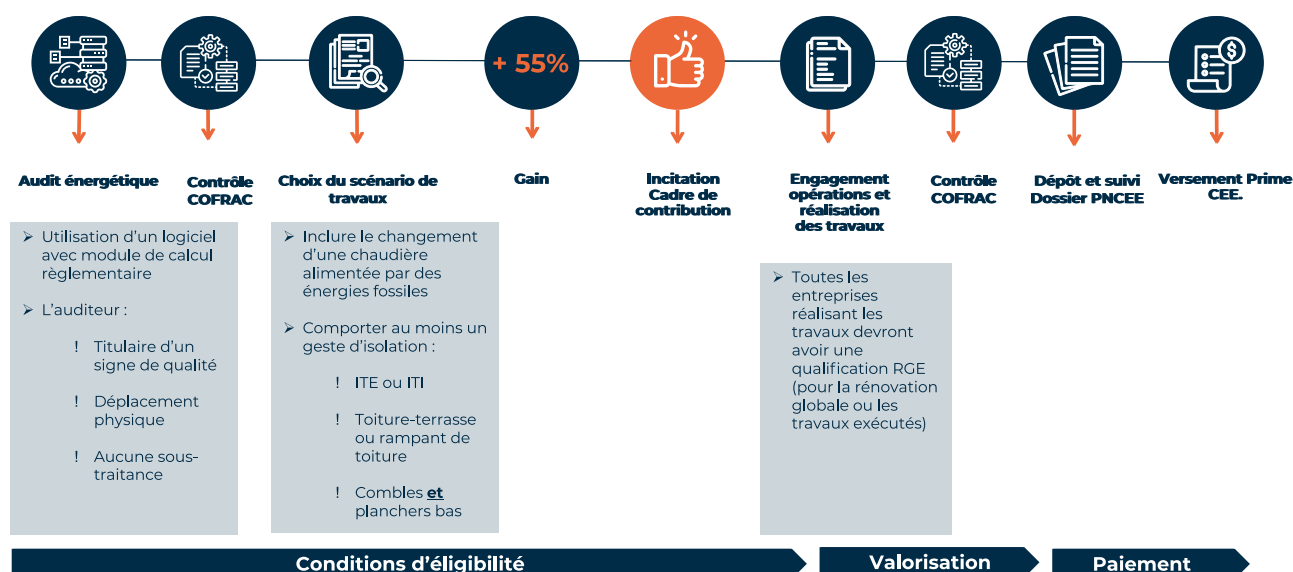 + 55%
Audit énergétique
Contrôle
COFRAC
Choix du scénario de
travaux
Gain
Incitation
Cadre de
contribution
Engagement
opérations et
réalisation
des travaux
Contrôle
COFRAC
Dépôt et suivi
Dossier PNCEE
Versement Prime
CEE.
➢ Utilisation d’un logiciel
avec module de calcul
règlementaire
➢ L’auditeur :
! Titulaire d’un
signe de qualité
! Déplacement
physique
! Aucune sous-
traitance
➢ Inclure le changement
d’une chaudière
alimentée par des
énergies fossiles
➢ Comporter au moins un
geste d’isolation :
! ITE ou ITI
! Toiture-terrasse
ou rampant de
toiture
! Combles et
planchers bas
➢ Toutes les
entreprises
réalisant les
travaux devront
avoir une
qualification RGE
(pour la rénovation
globale ou les
travaux exécutés)
Conditions d’éligibilité
Valorisation
Paiement